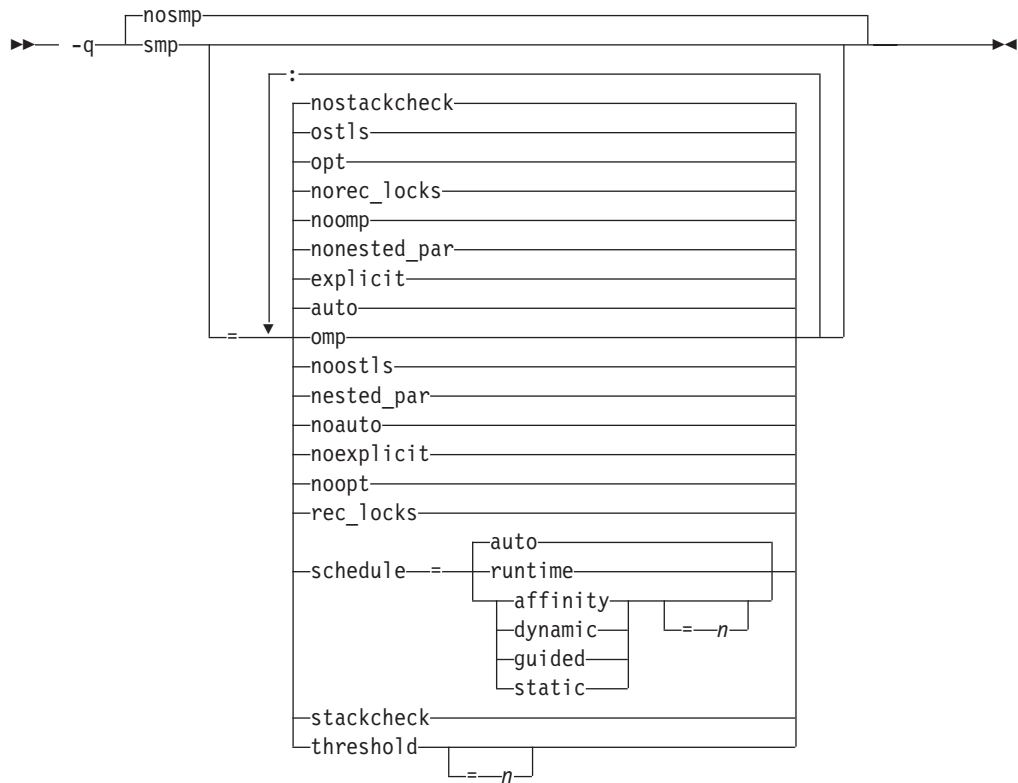 nosmp
-q smp
:
nostackcheck
ostls
opt
norec_locks
noomp
nonested_par
explicit
auto
= omp
noostls
nested_par
noauto
noexplicit
noopt
rec_locks
auto
schedule = runtime
affinity
= n
dynamic
guided
static
stackcheck
threshold
= n